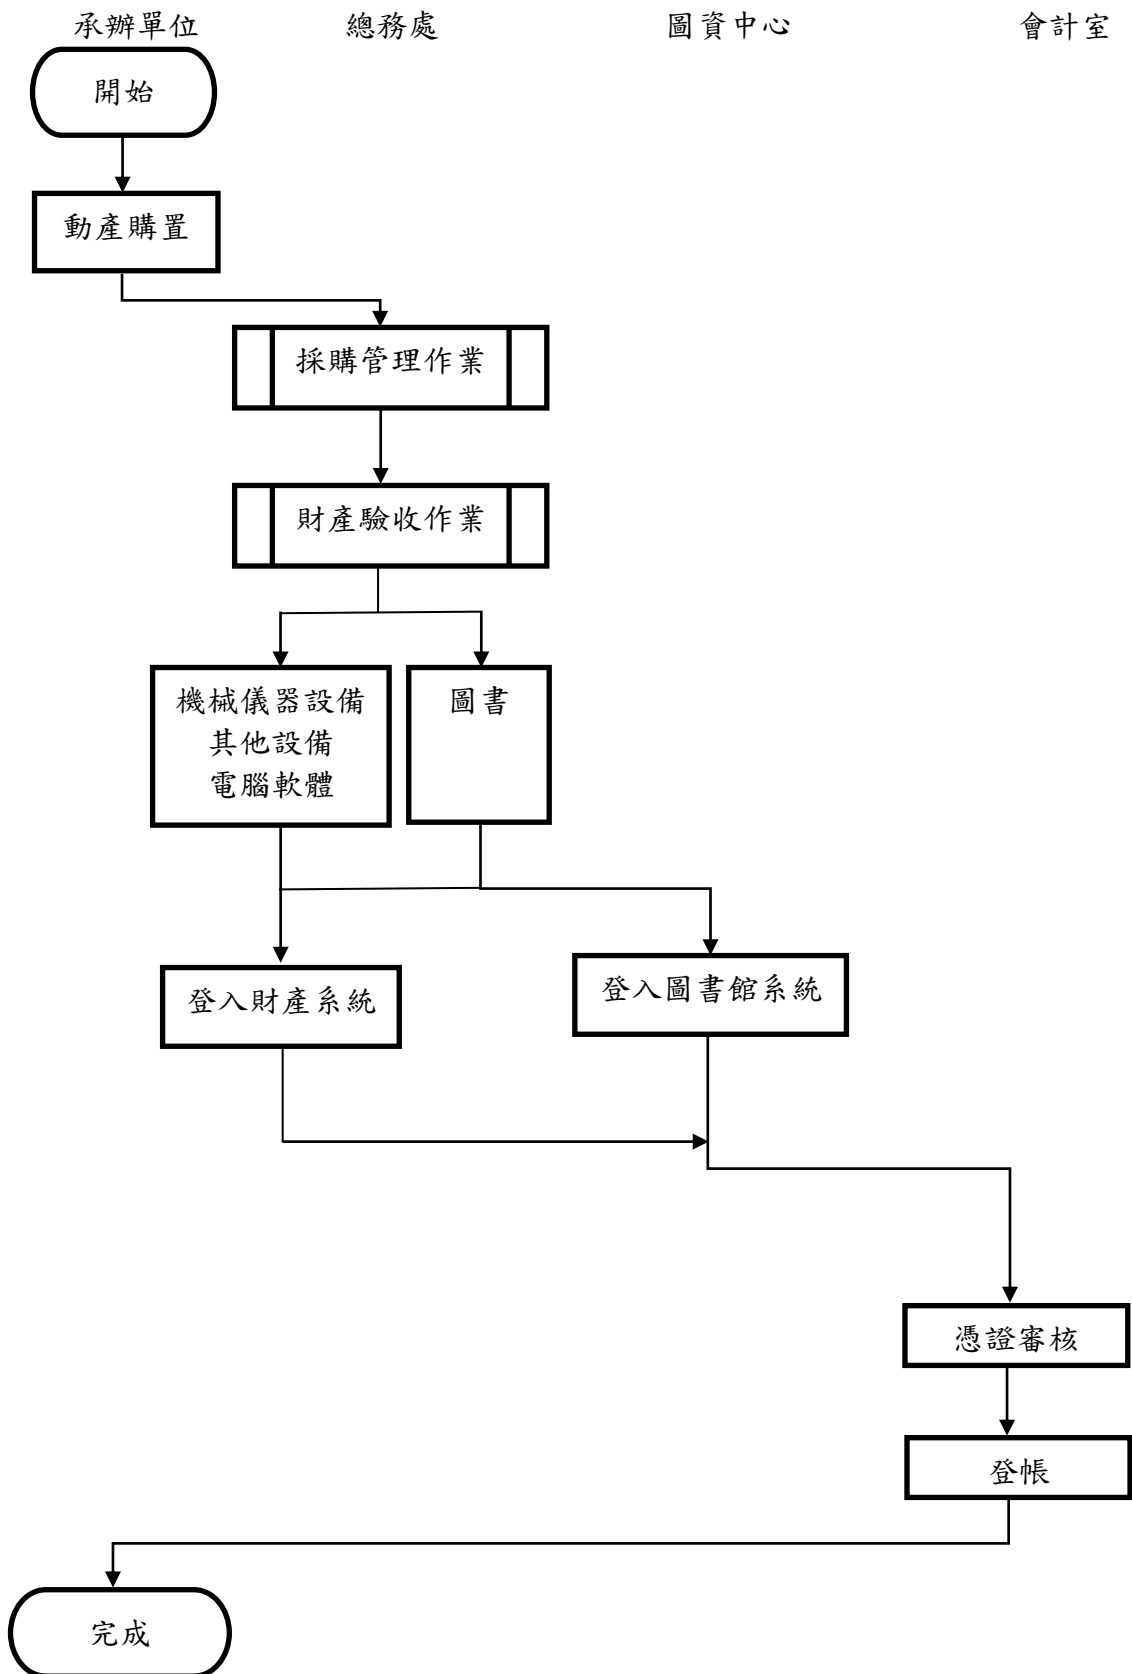 承辦單位
總務處
圖資中心
會計室
開始
動產購置
採購管理作業
財產驗收作業
機械儀器設備
其他設備
電腦軟體
圖書
登入財產系統
登入圖書館系統
憑證審核
登帳
完成